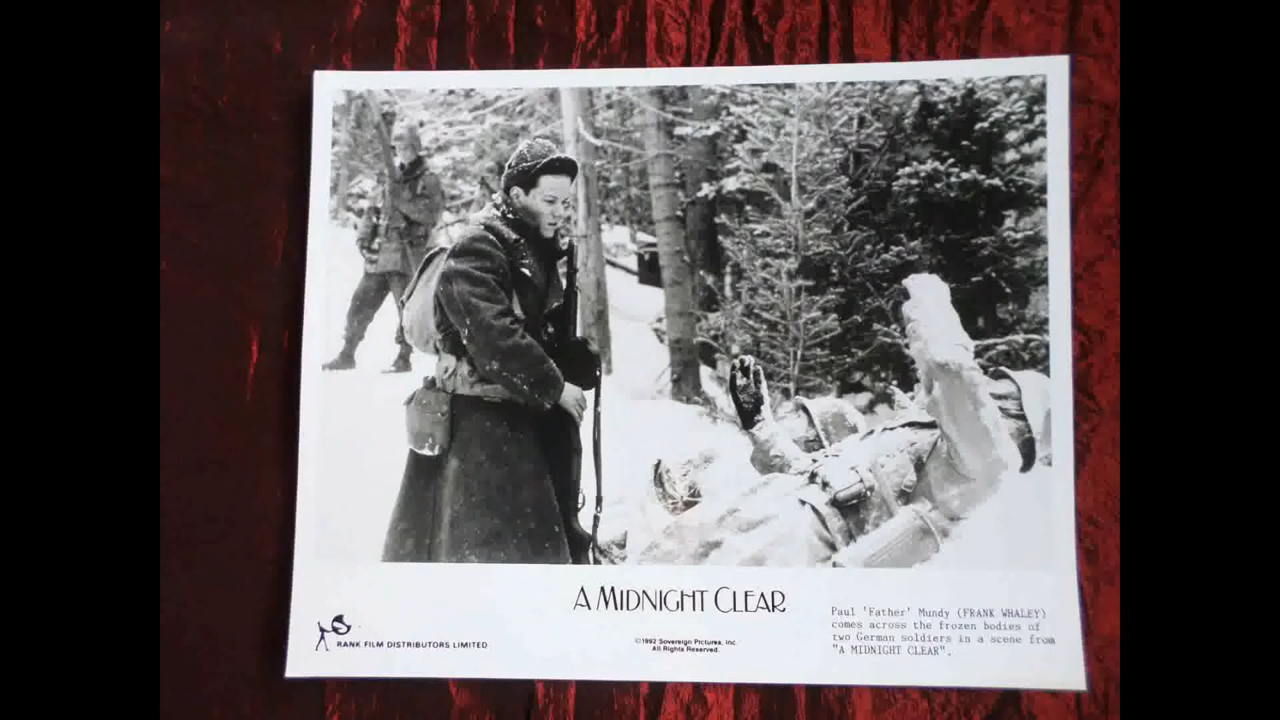 A MIDNIGHT CLEAR
RANK FILM DISTRIBUTORS LIMITED
©1992 Sovereign Pictures, Inc.
All Rights Reserved.
Paul 'Father' Mundy (FRANK WHALEY)
comes across the frozen bodies of
two German soldiers in a scene from
"A MIDNIGHT CLEAR".